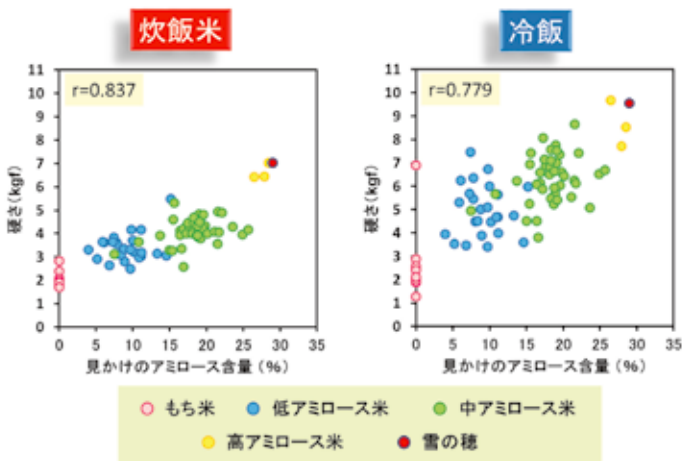 炊飯米
冷飯
r=0.837
硬さ(kgf)
11
10
9
8
7
6
5
4
3
2
1
0
0 5 10 15 20 25 30 35
見かけのアミロース含量(%)
r=0.779
硬さ(kgf)
11
10
9
8
7
6
5
4
3
2
1
0
0 5 10 15 20 25 30 35
見かけのアミロース含量(%)
もち米 低アミロース米 中アミロース米
高アミロース米 雪の穂